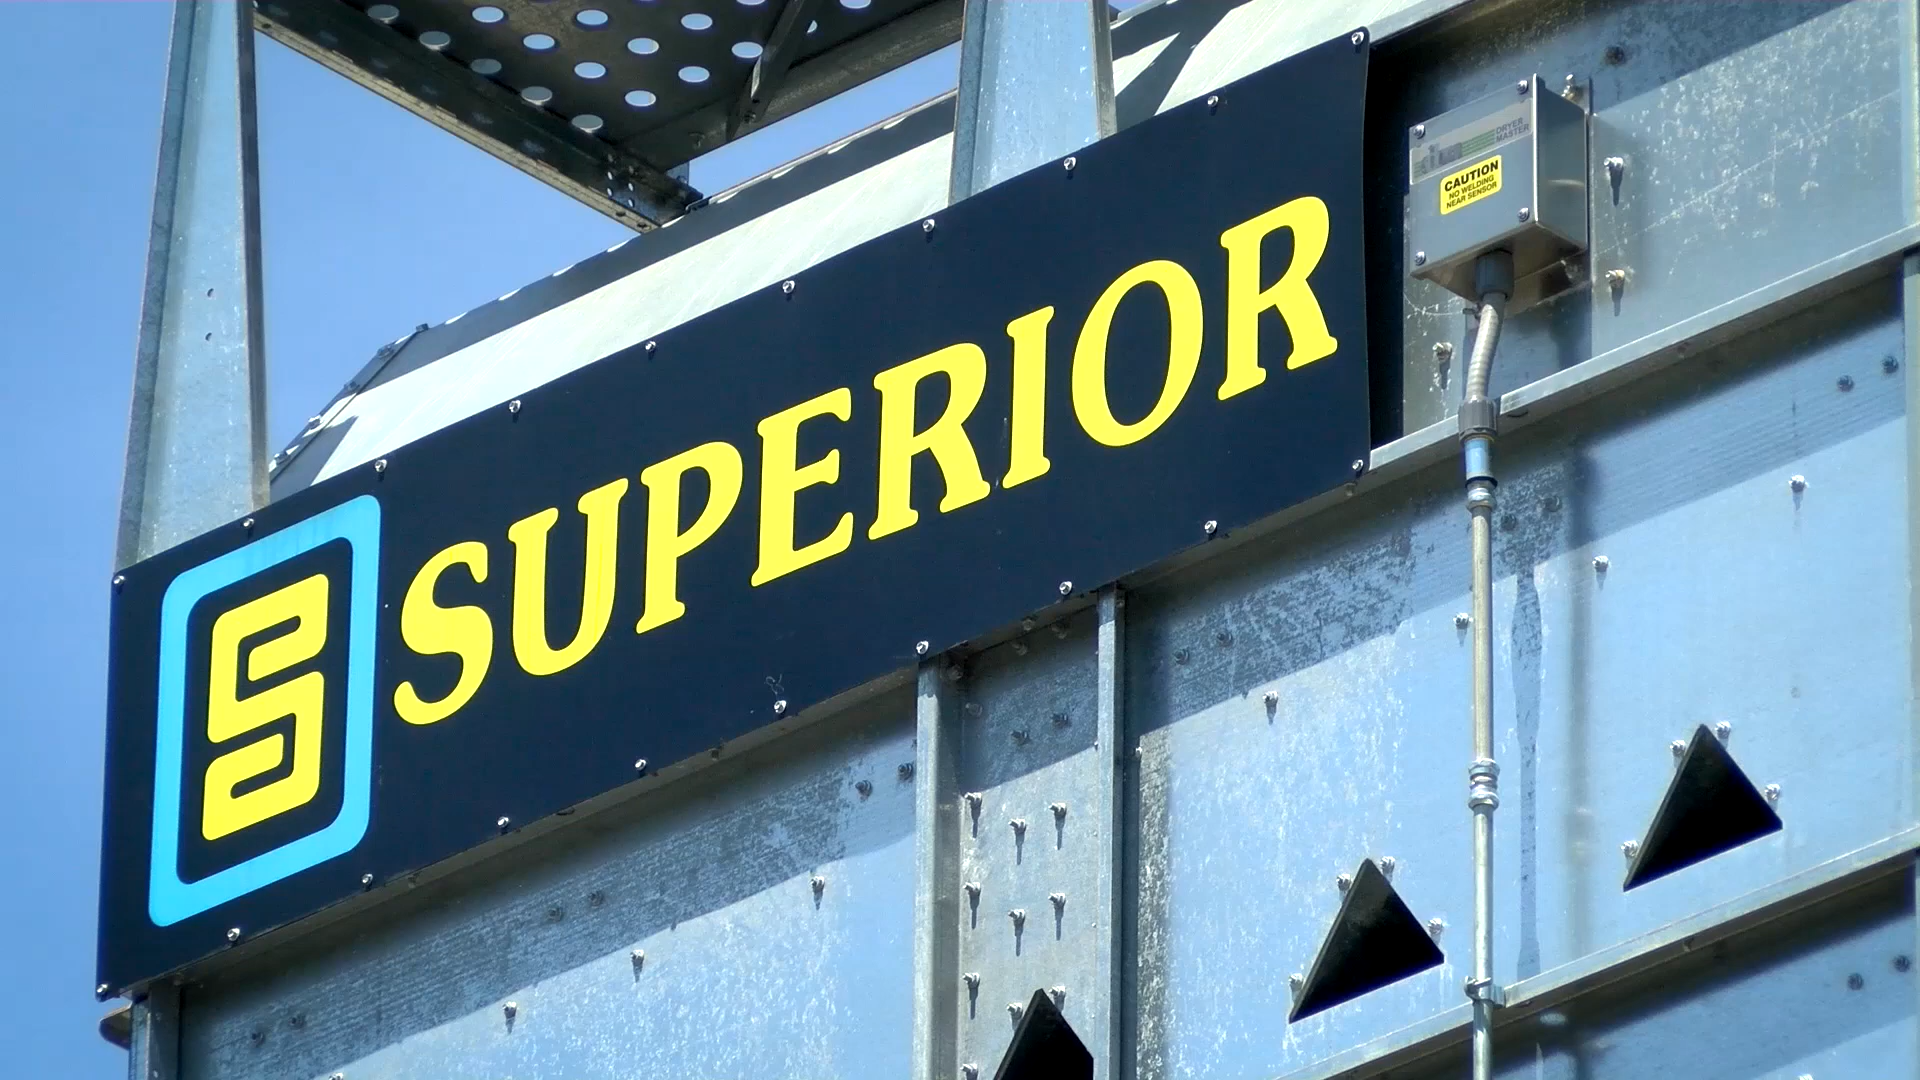 SUPERIOR
DRYER
MASTER
CAUTION
NO WELDING
NEAR SENSOR